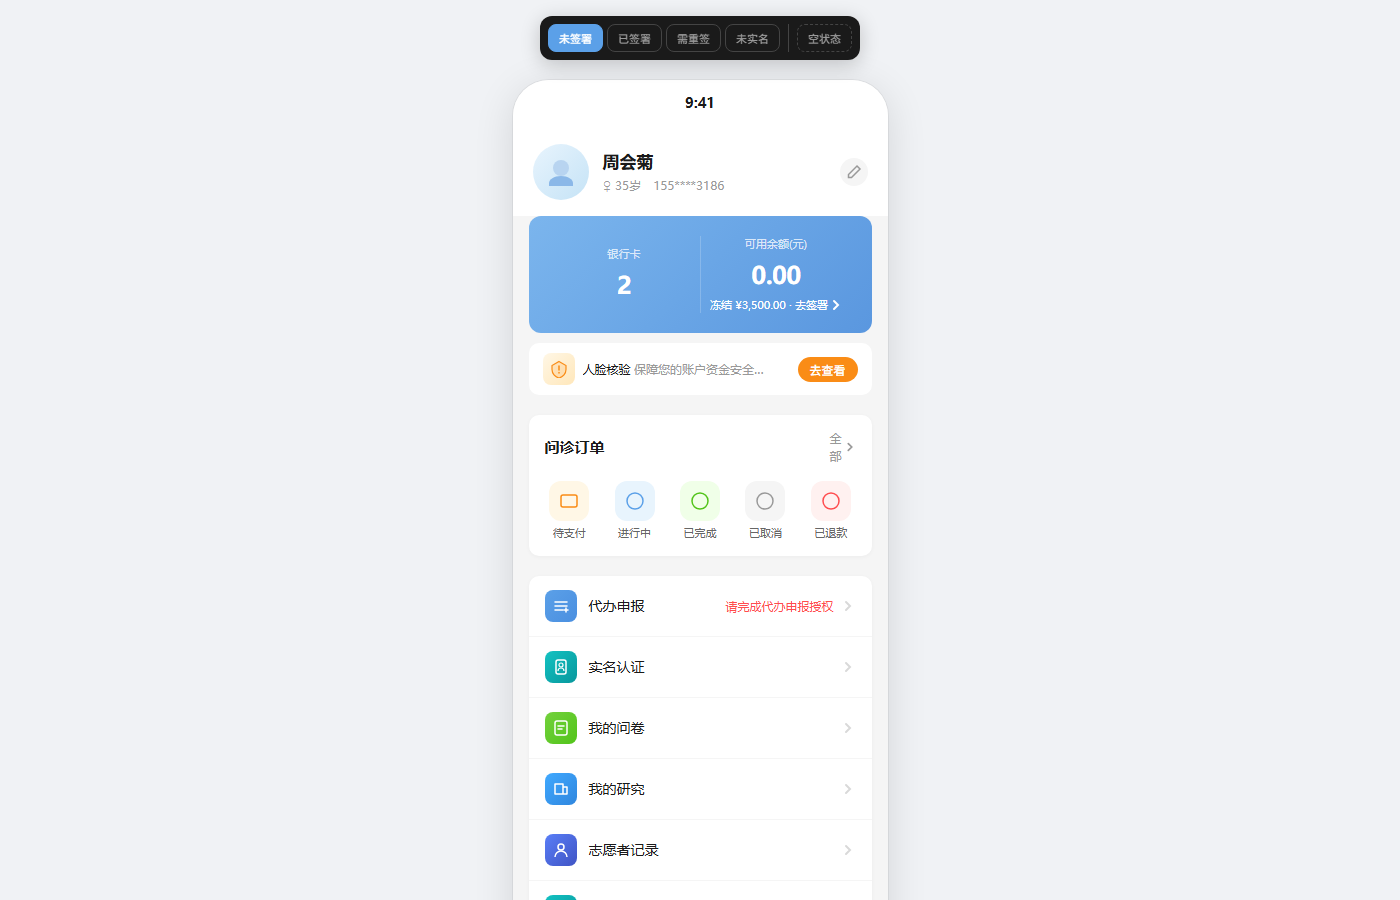 未签署 已签署 需重签 未实名 空状态
9:41
周会菊
♀ 35岁 155****3186
银行卡
2
可用余额(元)
0.00
冻结 ¥3,500.00 · 去签署
人脸核验 保障您的账户资金安全...
去查看
问诊订单
全
部
待支付 进行中 已完成 已取消 已退款
代办申报 请完成代办申报授权
实名认证
我的问卷
我的研究
志愿者记录